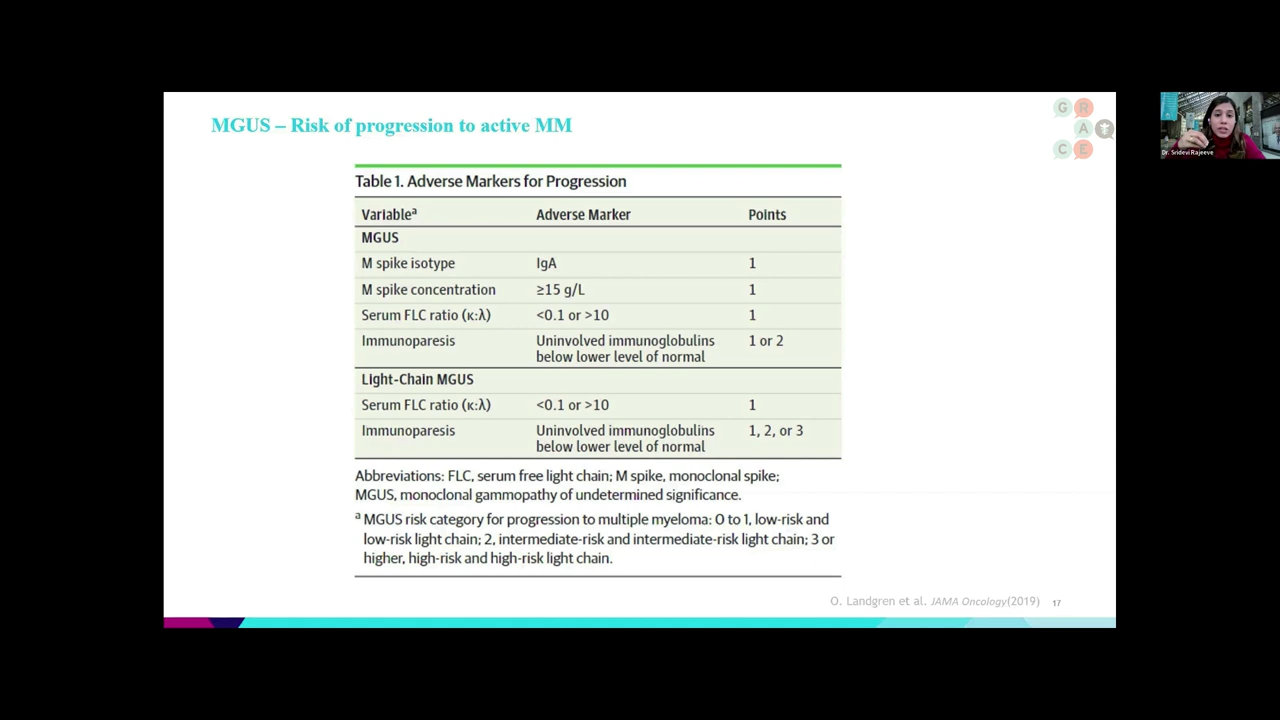 MGUS – Risk of progression to active MM
G R
A
C E
Dr. Sridevi Rajeeve
Table 1. Adverse Markers for Progression
Variableᵃ Adverse Marker Points
MGUS
M spike isotype IgA 1
M spike concentration ≥15 g/L 1
Serum FLC ratio (κ:λ) <0.1 or >10 1
Immunoparesis Uninvolved immunoglobulins 1 or 2
below lower level of normal
Light-Chain MGUS
Serum FLC ratio (κ:λ) <0.1 or >10 1
Immunoparesis Uninvolved immunoglobulins 1, 2, or 3
below lower level of normal
Abbreviations: FLC, serum free light chain; M spike, monoclonal spike;
MGUS, monoclonal gammopathy of undetermined significance.
ᵃ MGUS risk category for progression to multiple myeloma: 0 to 1, low-risk and
low-risk light chain; 2, intermediate-risk and intermediate-risk light chain; 3 or
higher, high-risk and high-risk light chain.
O. Landgren et al. JAMA Oncology(2019) 17